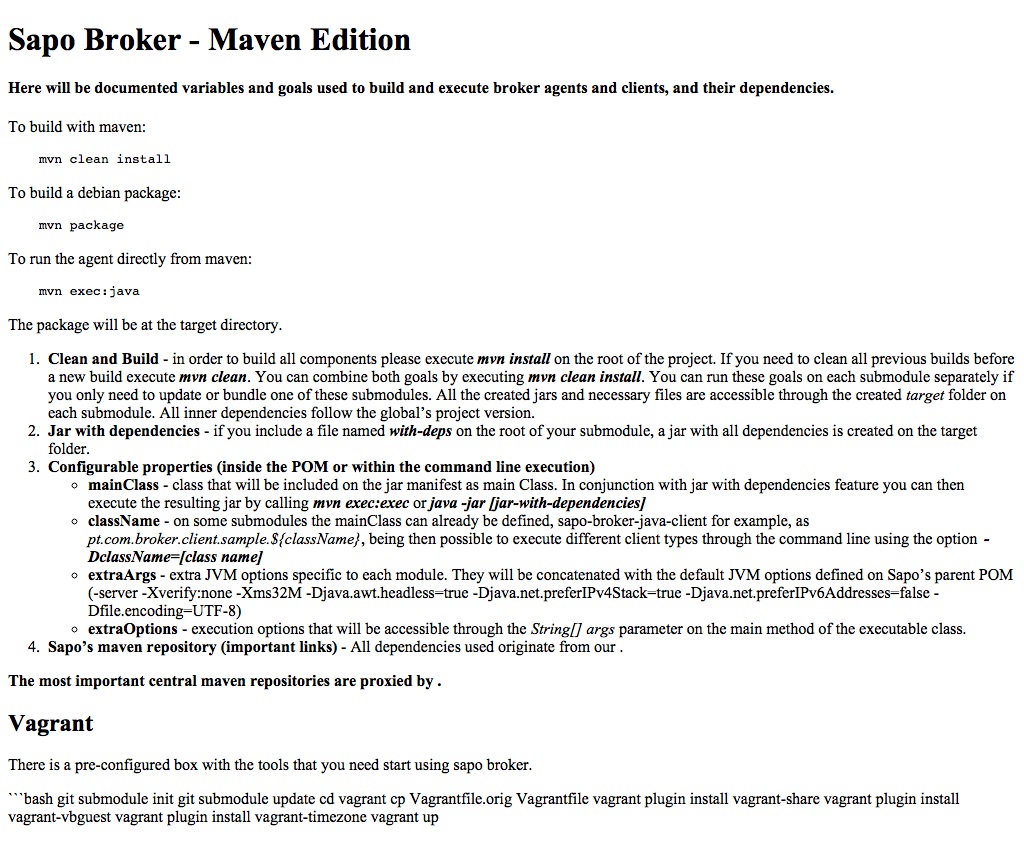 Sapo Broker - Maven Edition
Here will be documented variables and goals used to build and execute broker agents and clients, and their dependencies.
To build with maven:
mvn clean install
To build a debian package:
mvn package
To run the agent directly from maven:
mvn exec:java
The package will be at the target directory.
1. Clean and Build - in order to build all components please execute mvn install on the root of the project. If you need to clean all previous builds before
a new build execute mvn clean. You can combine both goals by executing mvn clean install. You can run these goals on each submodule separately if
you only need to update or bundle one of these submodules. All the created jars and necessary files are accessible through the created target folder on
each submodule. All inner dependencies follow the global’s project version.
2. Jar with dependencies - if you include a file named with-deps on the root of your submodule, a jar with all dependencies is created on the target
folder.
3. Configurable properties (inside the POM or within the command line execution)
◦ mainClass - class that will be included on the jar manifest as main Class. In conjunction with jar with dependencies feature you can then
execute the resulting jar by calling mvn exec:exec or java -jar [jar-with-dependencies]
◦ className - on some submodules the mainClass can already be defined, sapo-broker-java-client for example, as
pt.com.broker.client.sample.${className}, being then possible to execute different client types through the command line using the option -
DclassName=[class name]
◦ extraArgs - extra JVM options specific to each module. They will be concatenated with the default JVM options defined on Sapo’s parent POM
(-server -Xverify:none -Xms32M -Djava.awt.headless=true -Djava.net.preferIPv4Stack=true -Djava.net.preferIPv6Addresses=false -
Dfile.encoding=UTF-8)
◦ extraOptions - execution options that will be accessible through the String[] args parameter on the main method of the executable class.
4. Sapo’s maven repository (important links) - All dependencies used originate from our .
The most important central maven repositories are proxied by .
Vagrant
There is a pre-configured box with the tools that you need start using sapo broker.
```bash git submodule init git submodule update cd vagrant cp Vagrantfile.orig Vagrantfile vagrant plugin install vagrant-share vagrant plugin install
vagrant-vbguest vagrant plugin install vagrant-timezone vagrant up